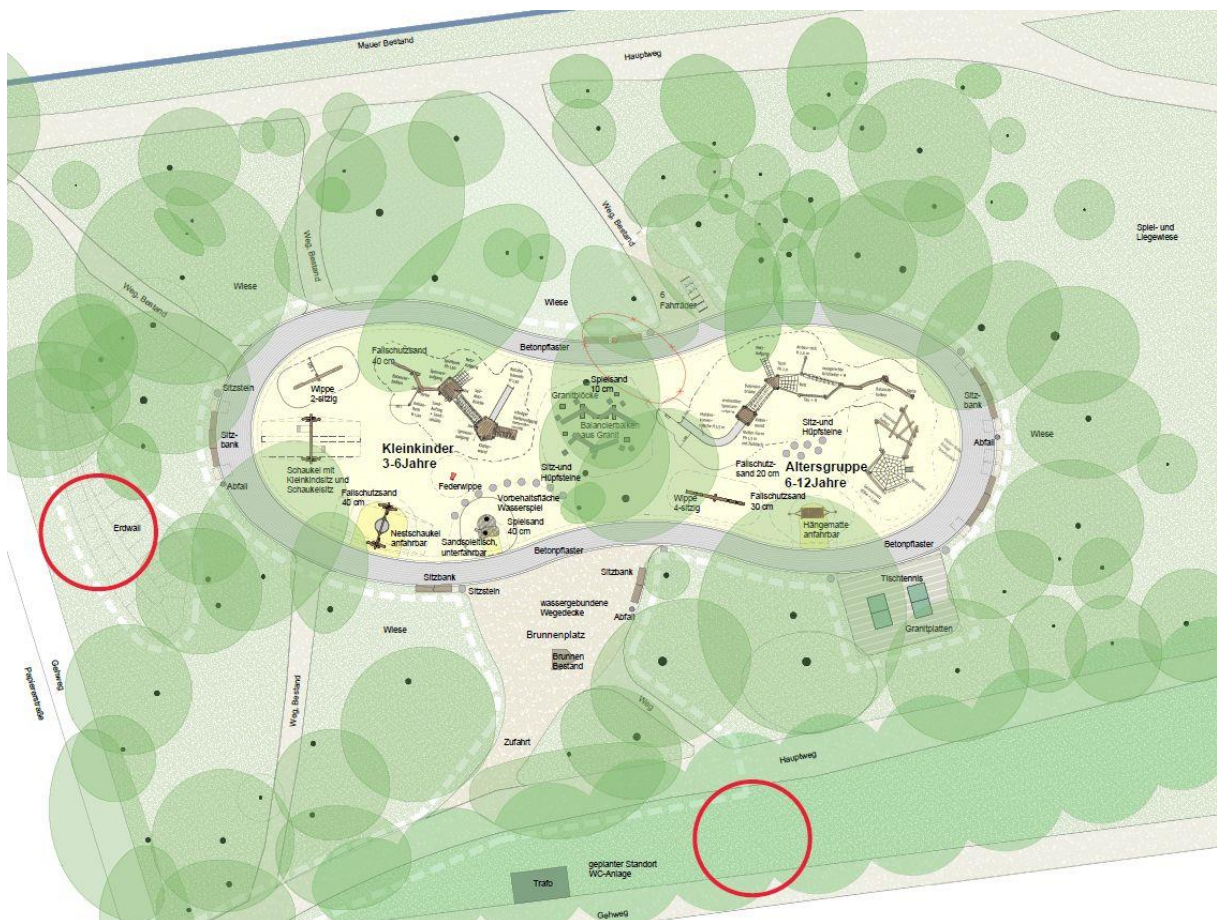 Mauer Bestand
Hauptweg
Weg, Bestand
Spiel- und
Liegewiese
Weg, Bestand
Weg, Bestand
Wiese
Wiese
6
Fahrräder
Betonpflaster
Fallschutzsand
40 cm
Spielsand
10 cm
Granitblöcke
Balancierbalken
aus Granit
Sitzstein
Wippe
2-sitzig
Sitz-
bank
Sitz-
bank
Abfall
Wiese
Kleinkinder
3-6Jahre
Sitz-und
Hüpfsteine
Sitz-und
Hüpfsteine
Fallschutz-
sand 20 cm
Altersgruppe
6-12Jahre
Schaukel mit
Kleinkindsitz und
Schaukelsitz
Abfall
Federwippe
Fallschutzsand
40 cm
Vorbehaltsfläche
Wasserspiel
Spielsand
40 cm
Wippe
4-sitzig
Fallschutzsand
30 cm
Erdwall
Nestschaukel
anfahrbar
Sandspieltisch,
unterfahrbar
Hängematte
anfahrbar
Betonpflaster
Betonpflaster
Sitzbank
Sitzstein
Sitzbank
Tischtennis
wassergebundene
Wegedecke
Abfall
Granitplatten
Wiese
Brunnenplatz
Brunnen
Bestand
Gehweg
Papiererstraße
Weg, Bestand
Weg
Zufahrt
Hauptweg
geplanter Standort
WC-Anlage
Trafo
Gehweg